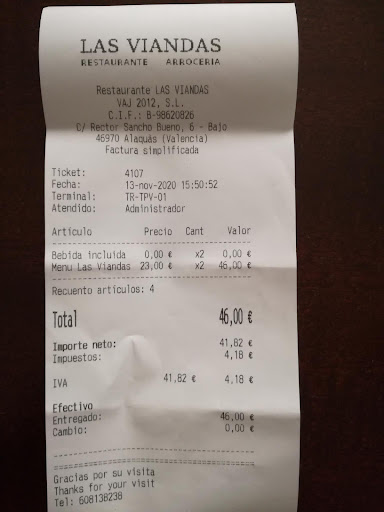 LAS VIANDAS
RESTAURANTE ARROCERIA
Restaurante LAS VIANDAS
VAJ 2012, S.L.
C.I.F.: B-98620826
C/ Rector Sancho Bueno, 6 - Bajo
46970 Alaquàs (Valencia)
Factura simplificada
Ticket: 4107
Fecha: 13-nov-2020 15:50:52
Terminal: TR-TPV-01
Atendido: Administrador
Artículo Precio Cant Valor
Bebida incluida 0,00 € x2 0,00 €
Menu Las Viandas 23,00 € x2 46,00 €
Recuento artículos: 4
Total 46,00 €
Importe neto: 41,82 €
Impuestos: 4,18 €
IVA 41,82 € 4,18 €
Efectivo
Entregado: 46,00 €
Cambio: 0,00 €
Gracias por su visita
Thanks for your visit
Tel: 608138238